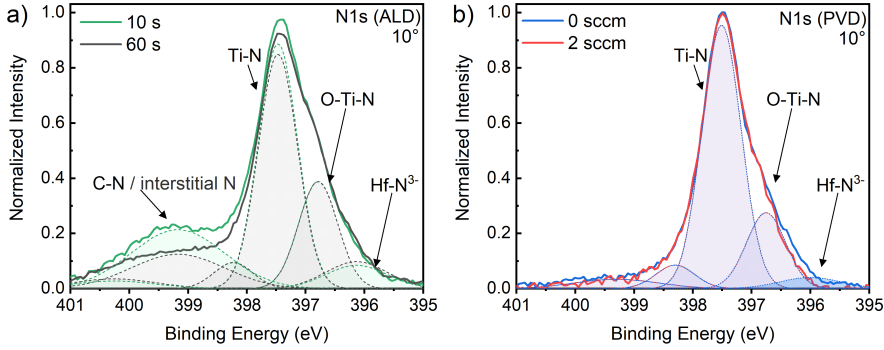 a)
N1s (ALD)
10°
10 s
60 s
Ti-N
O-Ti-N
C-N / interstitial N
Hf-N³⁻
Normalized Intensity
1.0
0.8
0.6
0.4
0.2
0.0
401 400 399 398 397 396 395
Binding Energy (eV)
b)
N1s (PVD)
10°
0 sccm
2 sccm
Ti-N
O-Ti-N
Hf-N³⁻
Normalized Intensity
1.0
0.8
0.6
0.4
0.2
0.0
401 400 399 398 397 396 395
Binding Energy (eV)